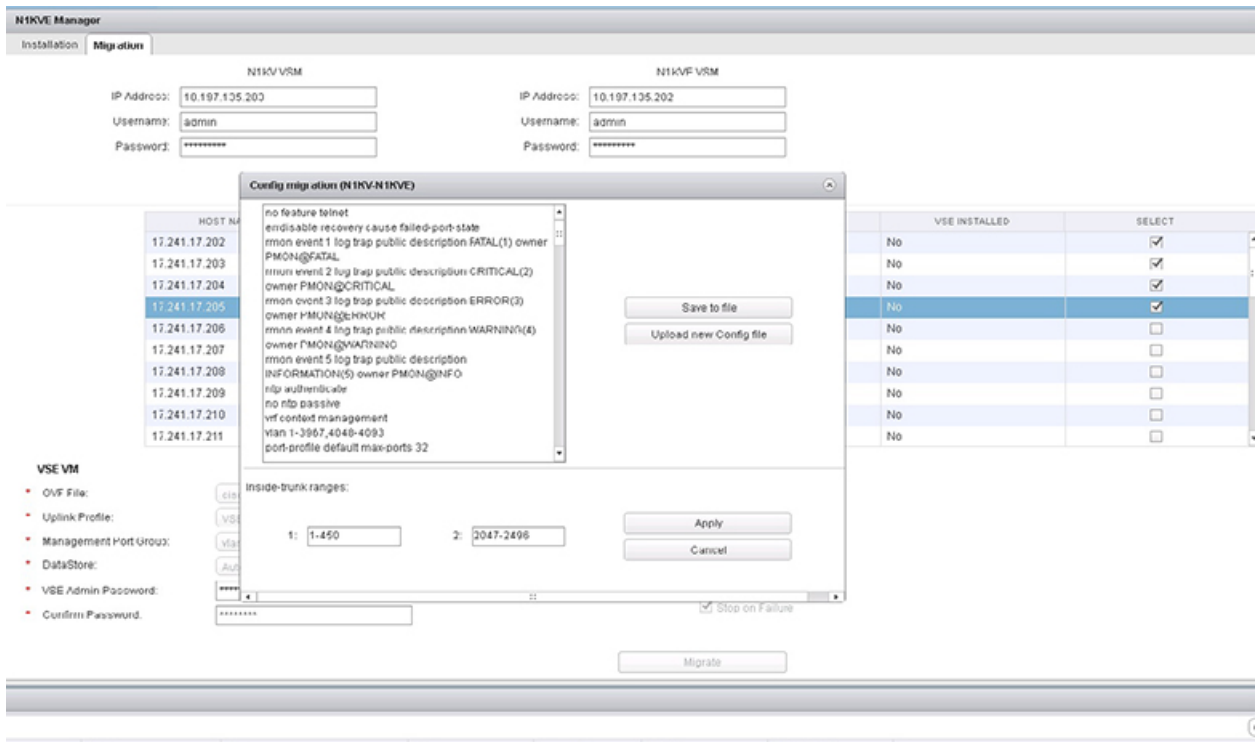 N1KVE Manager
Installation Migration
N1KV VSM N1KVE VSM
IP Address: 10.197.135.203 IP Address: 10.197.135.202
Username: admin Username: admin
Password: ********* Password: *********
Config migration (N1KV-N1KVE)
no feature telnet
errdisable recovery cause failed-port-state
rmon event 1 log trap public description FATAL(1) owner
PMON@FATAL
rmon event 2 log trap public description CRITICAL(2)
owner PMON@CRITICAL
rmon event 3 log trap public description ERROR(3)
owner PMON@ERROR
rmon event 4 log trap public description WARNING(4)
owner PMON@WARNING
rmon event 5 log trap public description
INFORMATION(5) owner PMON@INFO
ntp authenticate
no ntp passive
vrf context management
vlan 1-3967,4048-4093
port-profile default max-ports 32
Save to file
Upload new Config file
Inside-trunk ranges:
1: 1-450 2: 2047-2496
Apply
Cancel
HOST NA VSE INSTALLED SELECT
17.241.17.202 No
17.241.17.203 No
17.241.17.204 No
17.241.17.205 No
17.241.17.206 No
17.241.17.207 No
17.241.17.208 No
17.241.17.209 No
17.241.17.210 No
17.241.17.211 No
VSE VM
* OVF File: cis
* Uplink Profile: VSE
* Management Port Group: vlan
* DataStore: Aut
* VSE Admin Password: *****
* Confirm Password: ********
Stop on Failure
Migrate